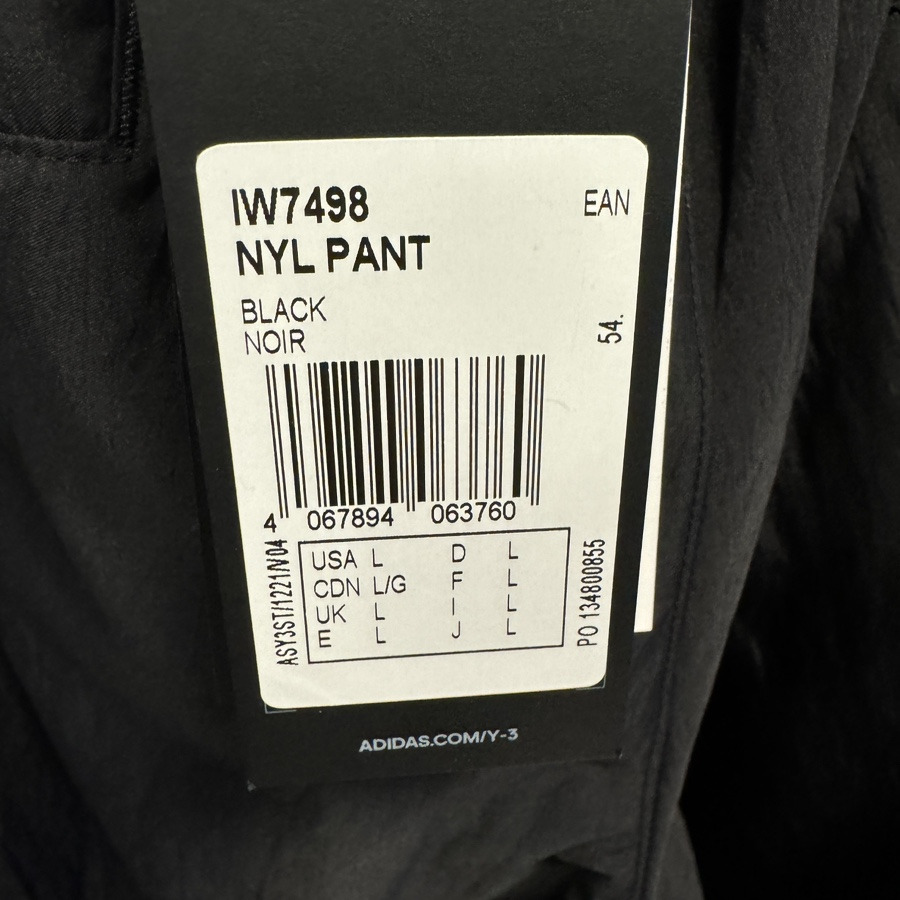 IW7498
EAN
NYL PANT
BLACK
NOIR
54.
4 067894 063760
ASY3ST/1221/V04
USA L D L
CDN L/G F L
UK L I L
E L J L
PO 134800855
ADIDAS.COM/Y-3